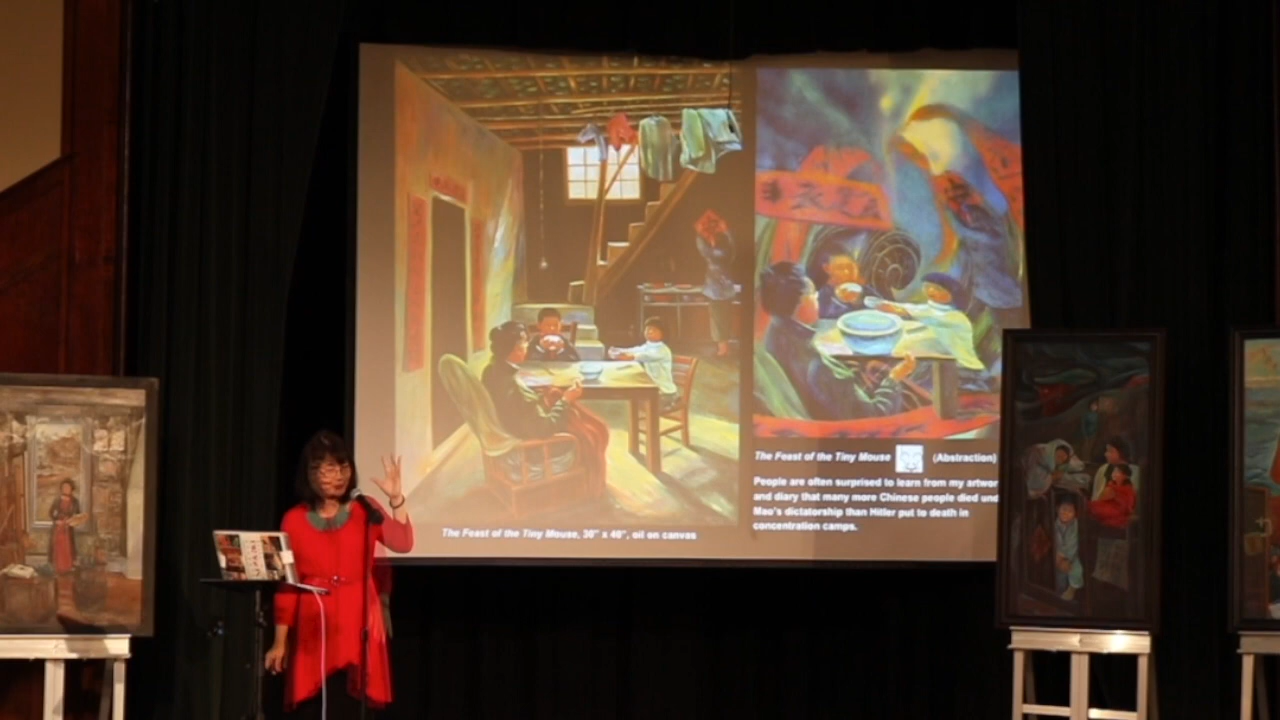 The Feast of the Tiny Mouse, 30" x 40", oil on canvas
The Feast of the Tiny Mouse (Abstraction)
People are often surprised to learn from my artwor
and diary that many more Chinese people died und
Mao's dictatorship than Hitler put to death in
concentration camps.